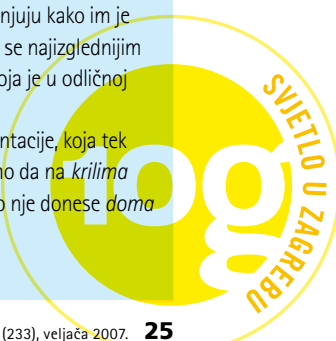 njuju kako im je
se najizglednijim
oja je u odličnoj
ntacije, koja tek
no da na krilima
o nje donese doma
10g
SVJETLO U ZAGREBU
(233), veljača 2007. 25